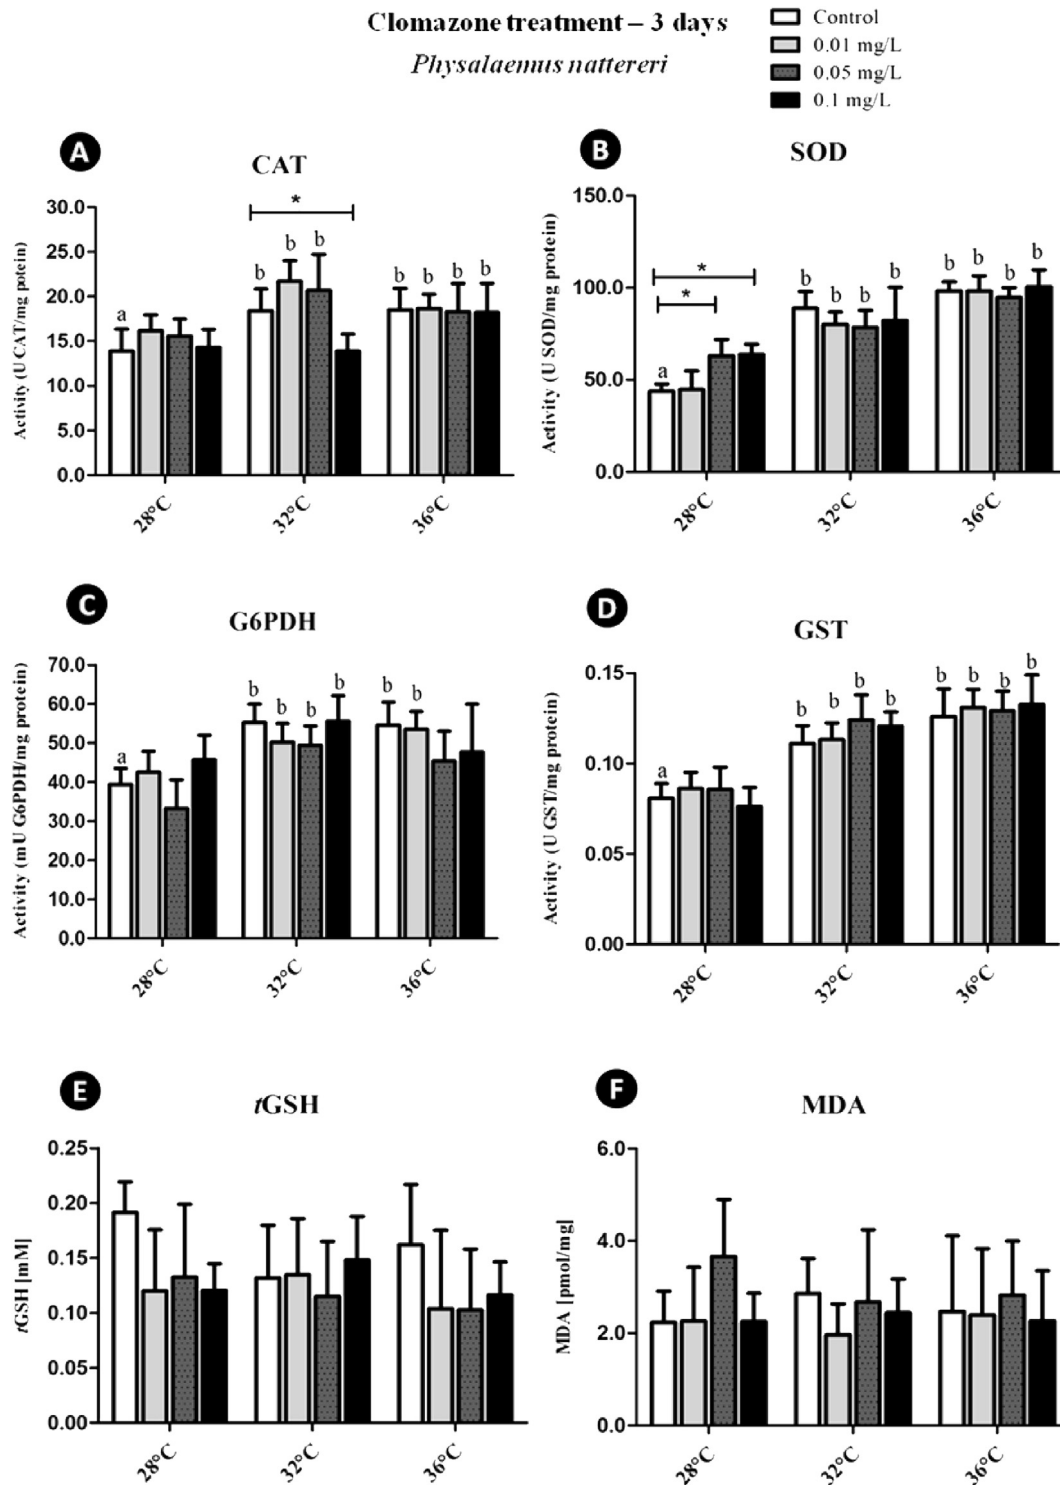 Clomazone treatment – 3 days
Physalaemus nattereri
Control
0.01 mg/L
0.05 mg/L
0.1 mg/L
A
CAT
Activity (U CAT/mg potein)
30.0
25.0
20.0
15.0
10.0
5.0
0.0
*
a
b
b
b
b
b
b
b
28°C
32°C
36°C
B
SOD
Activity (U SOD/mg protein)
150.0
100.0
50.0
0.0
*
*
a
b
b
b
b
b
b
b
b
28°C
32°C
36°C
C
G6PDH
Activity (mU G6PDH/mg protein)
70.0
60.0
50.0
40.0
30.0
20.0
10.0
0.0
a
b
b
b
b
b
b
28°C
32°C
36°C
D
GST
Activity (U GST/mg protein)
0.15
0.10
0.05
0.00
a
b
b
b
b
b
b
b
b
28°C
32°C
36°C
E
tGSH
tGSH [mM]
0.25
0.20
0.15
0.10
0.05
0.00
28°C
32°C
36°C
F
MDA
MDA [pmol/mg]
6.0
4.0
2.0
0.0
28°C
32°C
36°C